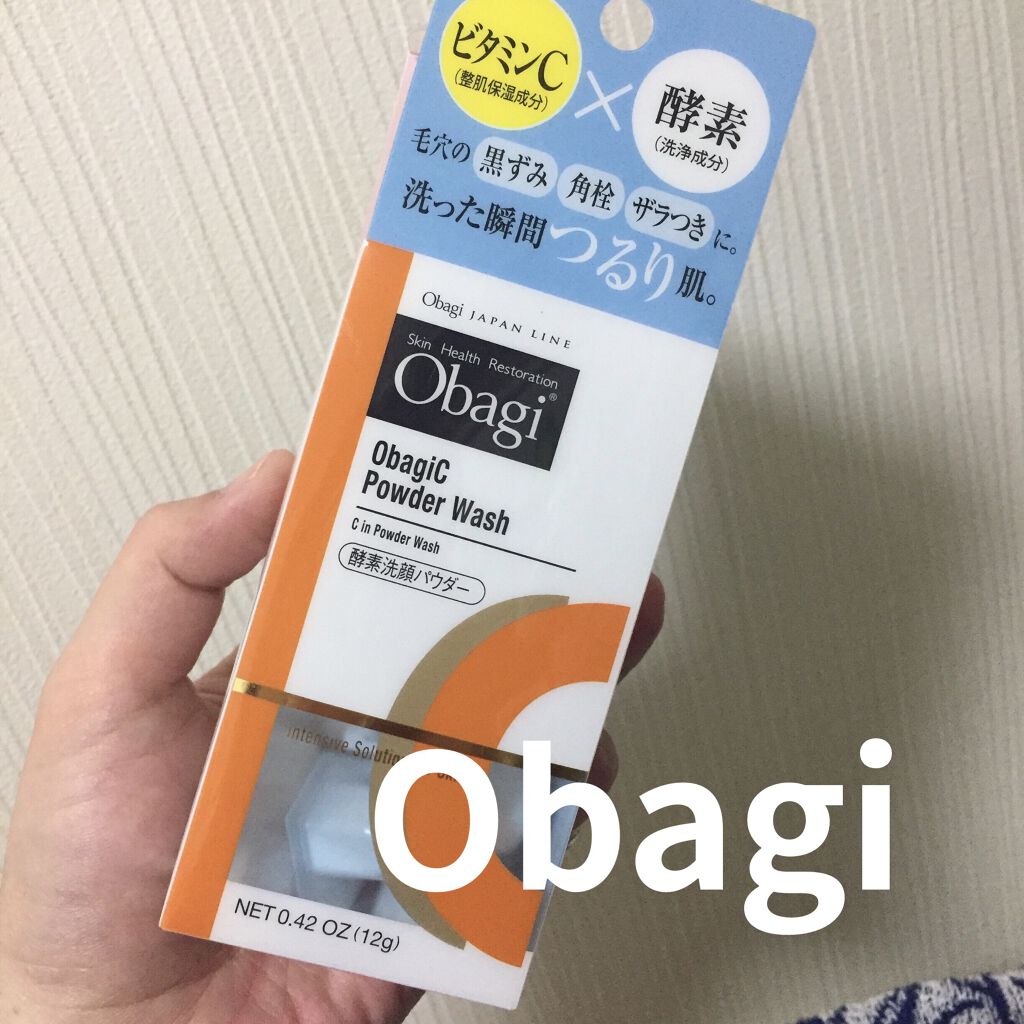 ビタミンC
(整肌保湿成分)
×
酵素
(洗浄成分)
毛穴の 黒ずみ 角栓 ザラつき に。
洗った瞬間つるり肌。
Obagi JAPAN LINE
Skin Health Restoration
Obagi®
ObagiC
Powder Wash
C in Powder Wash
酵素洗顔パウダー
Intensive Solution
NET 0.42 OZ (12g)
Obagi